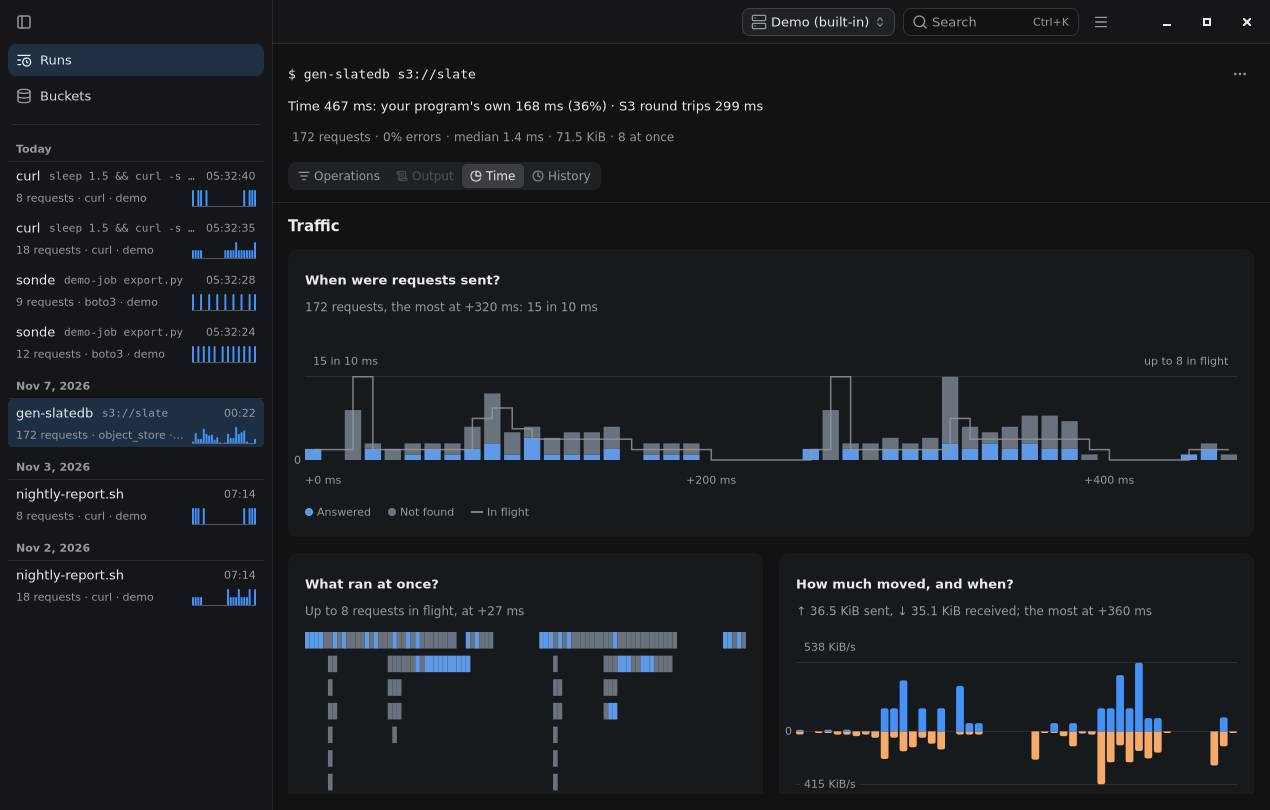 Demo (built-in)
Search
Ctrl+K
Runs
Buckets
Today
curl sleep 1.5 && curl -s … 05:32:40
8 requests · curl · demo
curl sleep 1.5 && curl -s … 05:32:35
18 requests · curl · demo
sonde demo-job export.py 05:32:28
9 requests · boto3 · demo
sonde demo-job export.py 05:32:24
12 requests · boto3 · demo
Nov 7, 2026
gen-slatedb s3://slate 00:22
172 requests · object_store ·…
Nov 3, 2026
nightly-report.sh 07:14
8 requests · curl · demo
Nov 2, 2026
nightly-report.sh 07:14
18 requests · curl · demo
$ gen-slatedb s3://slate
Time 467 ms: your program's own 168 ms (36%) · S3 round trips 299 ms
172 requests · 0% errors · median 1.4 ms · 71.5 KiB · 8 at once
Operations Output Time History
Traffic
When were requests sent?
172 requests, the most at +320 ms: 15 in 10 ms
15 in 10 ms up to 8 in flight
0
+0 ms +200 ms +400 ms
Answered Not found In flight
What ran at once?
Up to 8 requests in flight, at +27 ms
How much moved, and when?
↑ 36.5 KiB sent, ↓ 35.1 KiB received; the most at +360 ms
538 KiB/s
0
415 KiB/s